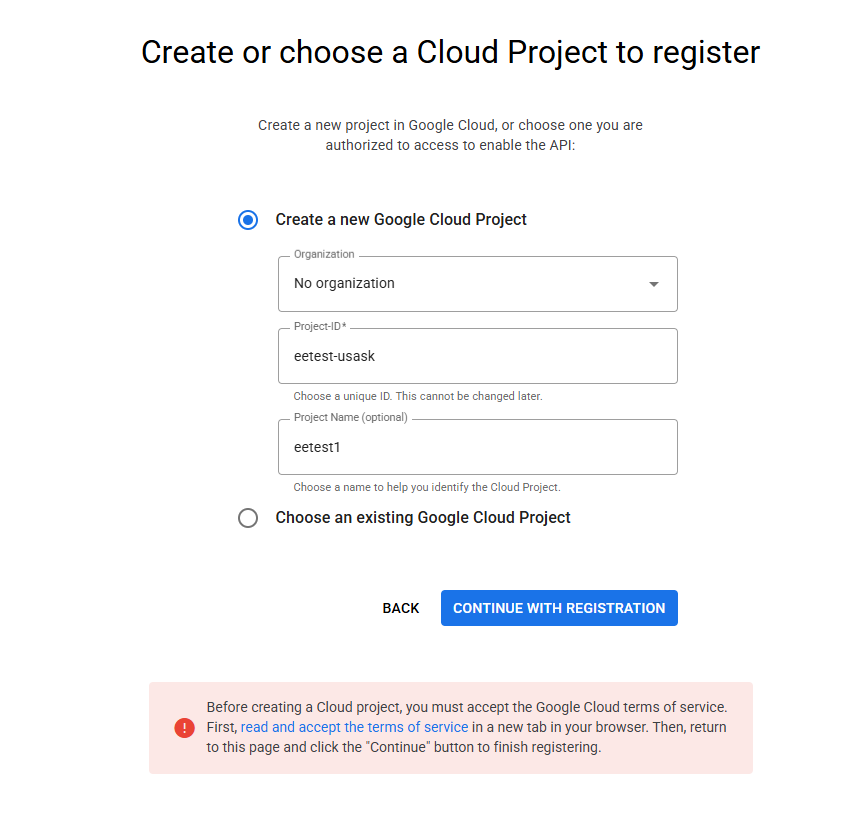 Create or choose a Cloud Project to register
Create a new project in Google Cloud, or choose one you are
authorized to access to enable the API:
Create a new Google Cloud Project
Organization
No organization
Project-ID*
eetest-usask
Choose a unique ID. This cannot be changed later.
Project Name (optional)
eetest1
Choose a name to help you identify the Cloud Project.
Choose an existing Google Cloud Project
BACK
CONTINUE WITH REGISTRATION
Before creating a Cloud project, you must accept the Google Cloud terms of service.
First, read and accept the terms of service in a new tab in your browser. Then, return
to this page and click the "Continue" button to finish registering.